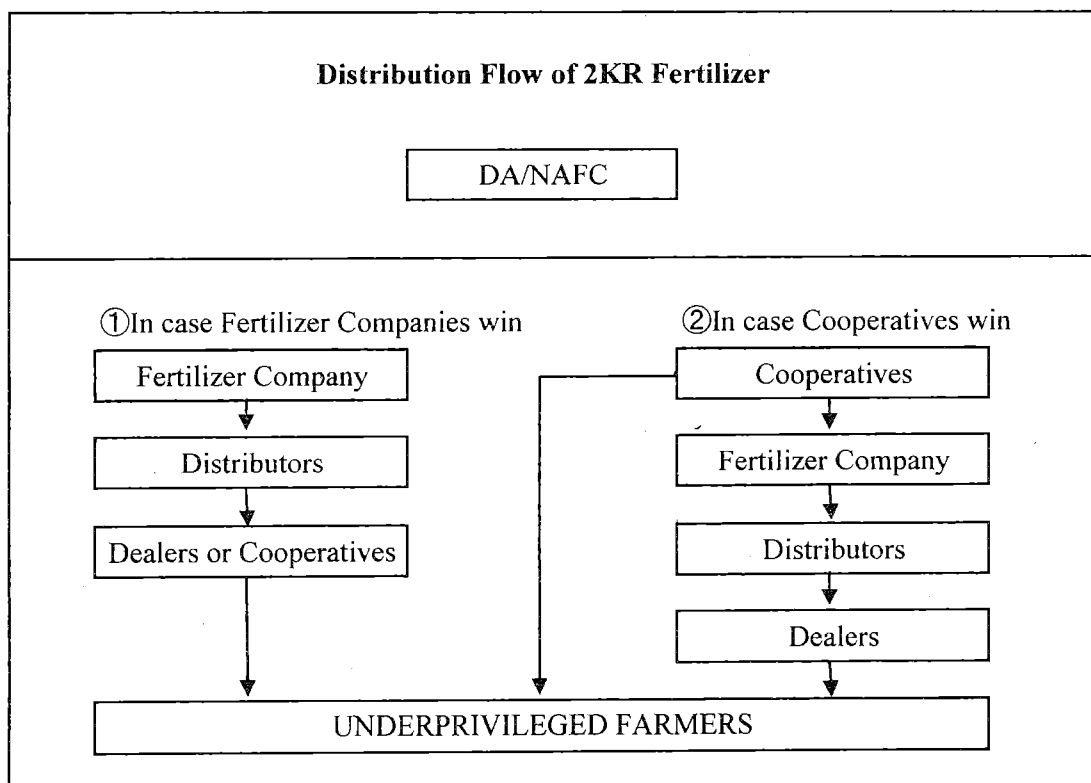 Distribution Flow of 2KR Fertilizer
DA/NAFC
①In case Fertilizer Companies win
Fertilizer Company
Distributors
Dealers or Cooperatives
②In case Cooperatives win
Cooperatives
Fertilizer Company
Distributors
Dealers
UNDERPRIVILEGED FARMERS